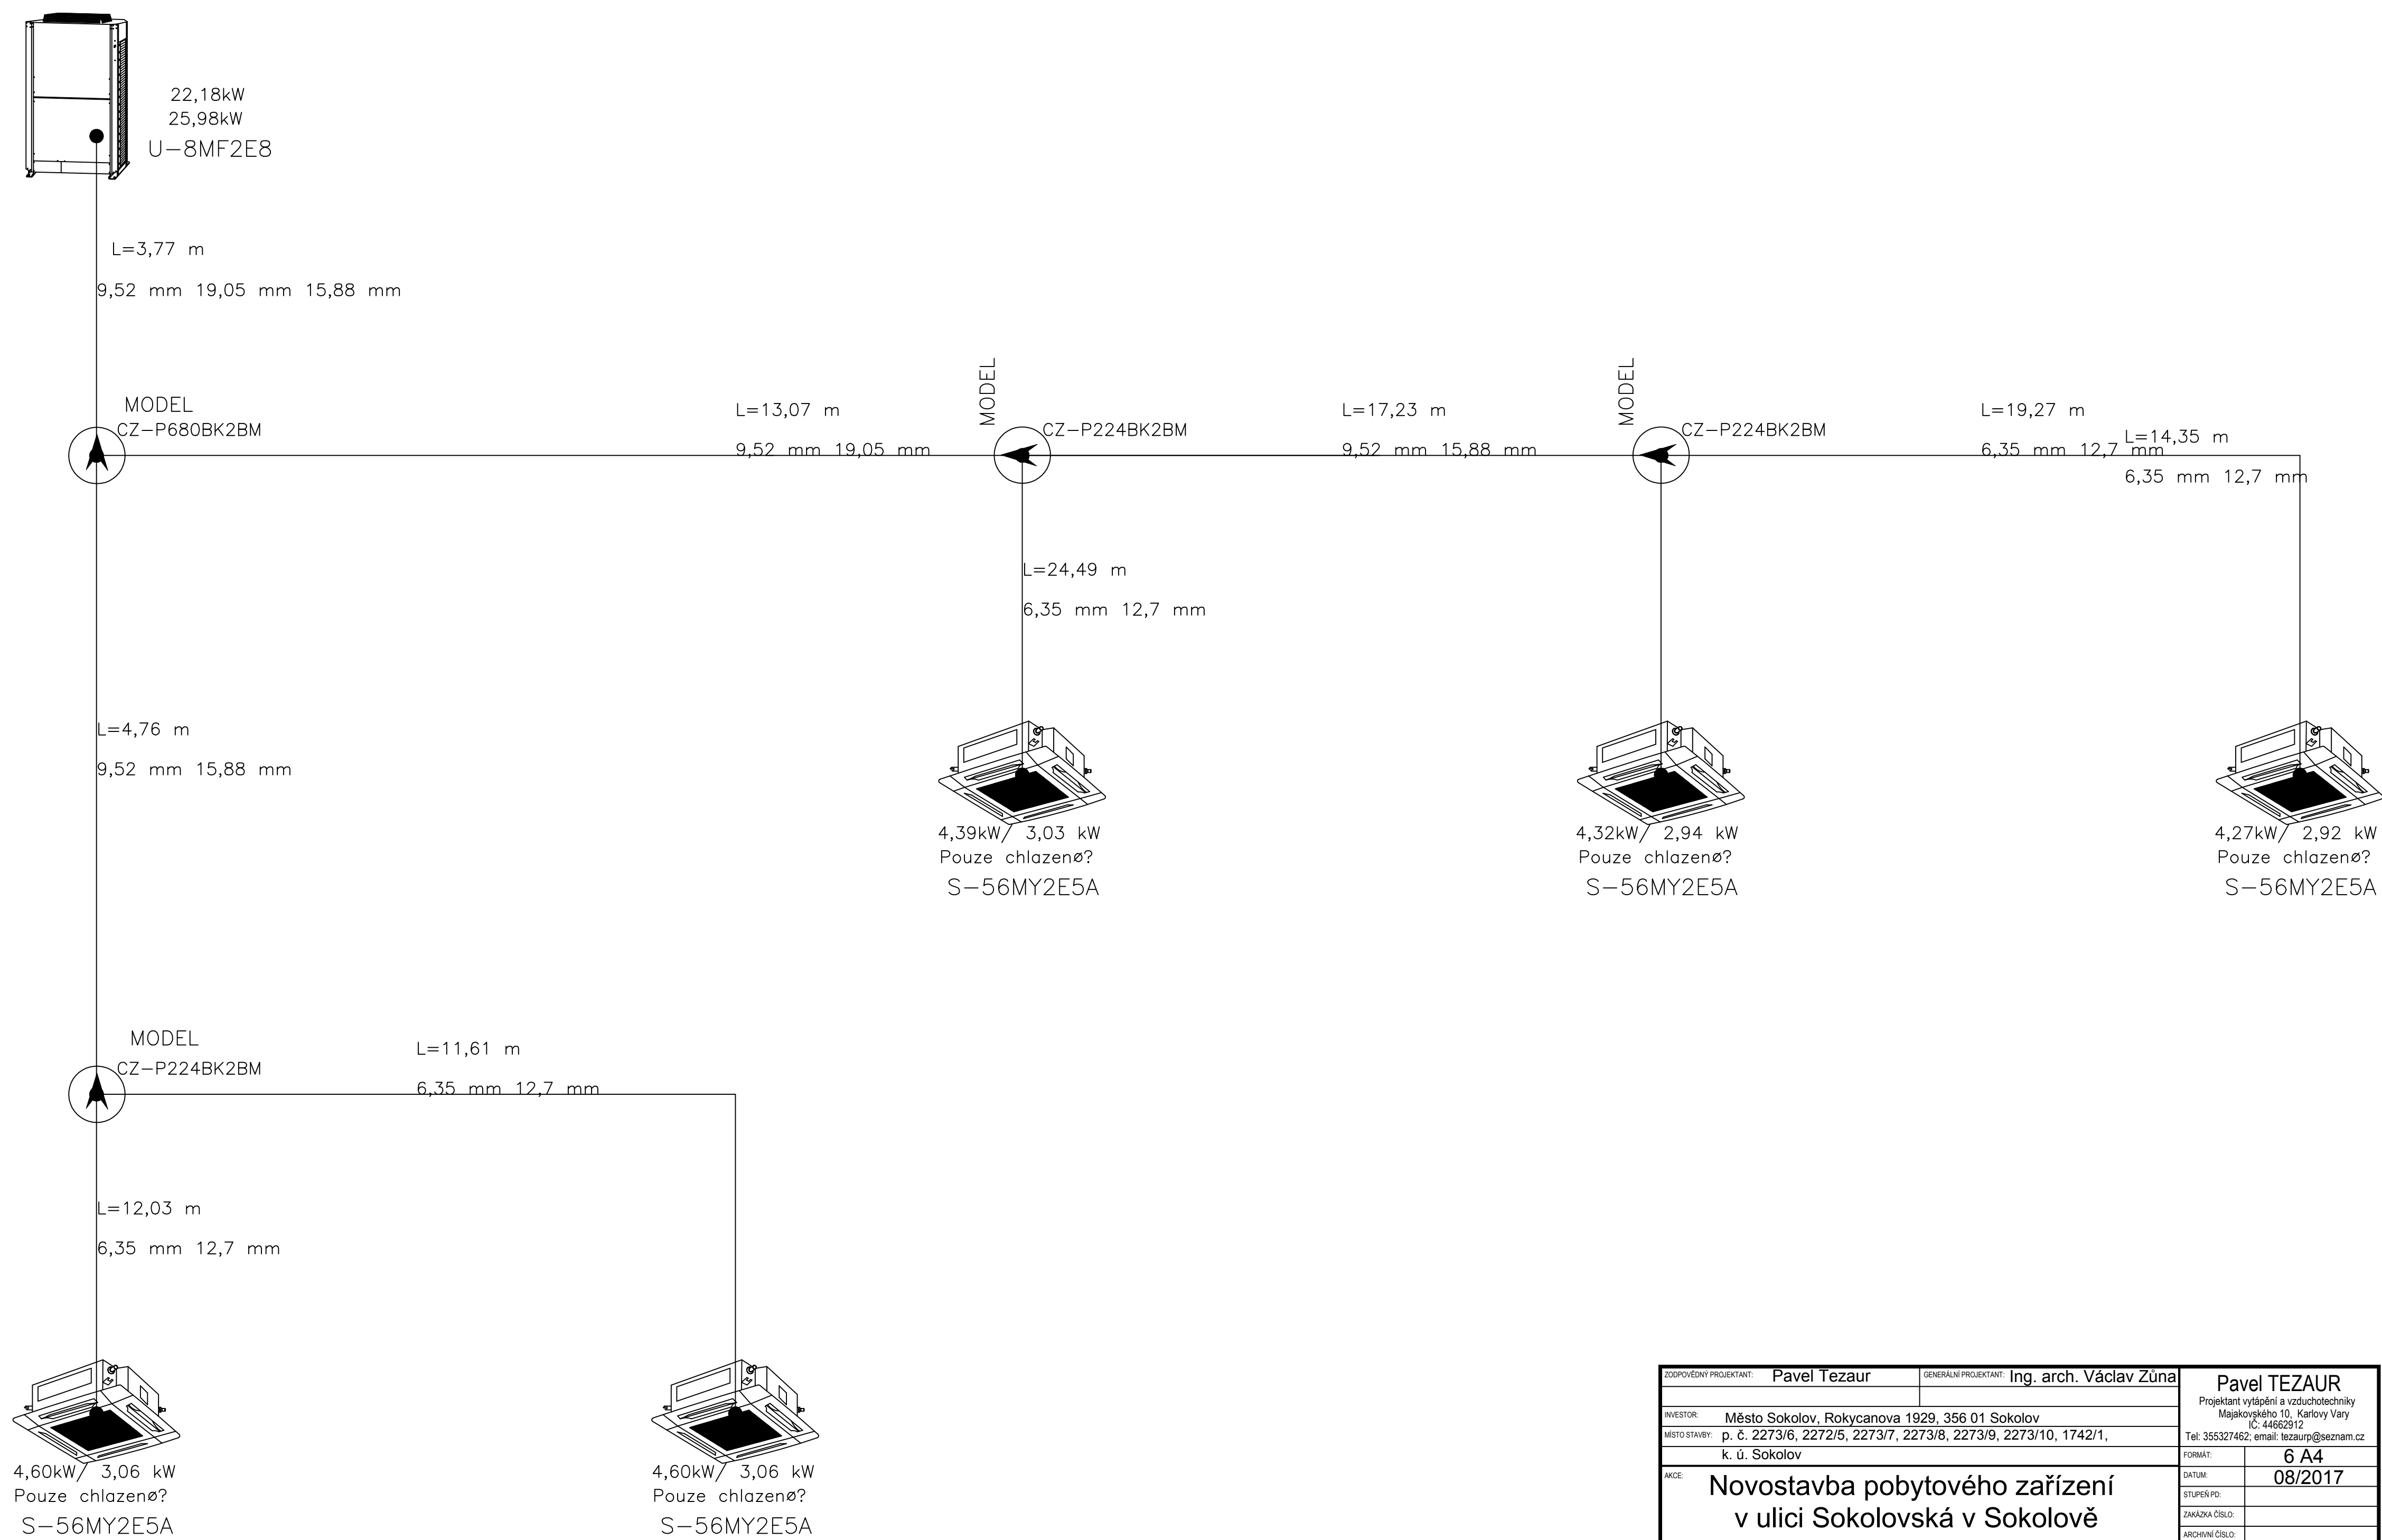 22,18kW
25,98kW
U-8MF2E8
L=3,77 m
9,52 mm 19,05 mm 15,88 mm
MODEL
CZ-P680BK2BM
L=13,07 m
9,52 mm 19,05 mm
MODEL
CZ-P224BK2BM
L=17,23 m
9,52 mm 15,88 mm
MODEL
CZ-P224BK2BM
L=19,27 m
6,35 mm 12,7 mm
L=14,35 m
6,35 mm 12,7 mm
L=24,49 m
6,35 mm 12,7 mm
L=4,76 m
9,52 mm 15,88 mm
4,39kW/ 3,03 kW
Pouze chlazenø?
S-56MY2E5A
4,32kW/ 2,94 kW
Pouze chlazenø?
S-56MY2E5A
4,27kW/ 2,92 kW
Pouze chlazenø?
S-56MY2E5A
MODEL
CZ-P224BK2BM
L=11,61 m
6,35 mm 12,7 mm
L=12,03 m
6,35 mm 12,7 mm
4,60kW/ 3,06 kW
Pouze chlazenø?
S-56MY2E5A
4,60kW/ 3,06 kW
Pouze chlazenø?
S-56MY2E5A
ZODPOVĚDNÝ PROJEKTANT: Pavel Tezaur
GENERÁLNÍ PROJEKTANT: Ing. arch. Václav Zůna
INVESTOR: Město Sokolov, Rokycanova 1929, 356 01 Sokolov
MÍSTO STAVBY: p. č. 2273/6, 2272/5, 2273/7, 2273/8, 2273/9, 2273/10, 1742/1,
k. ú. Sokolov
AKCE: Novostavba pobytového zařízení
v ulici Sokolovská v Sokolově
Pavel TEZAUR
Projektant vytápění a vzduchotechniky
Majakovského 10, Karlovy Vary
IČ: 44662912
Tel: 355327462; email: tezaurp@seznam.cz
FORMÁT: 6 A4
DATUM: 08/2017
STUPEŇ PD:
ZAKÁZKA ČÍSLO:
ARCHIVNÍ ČÍSLO: